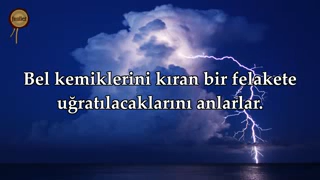 Bel kemiklerini kıran bir felakete
uğratılacaklarını anlarlar.